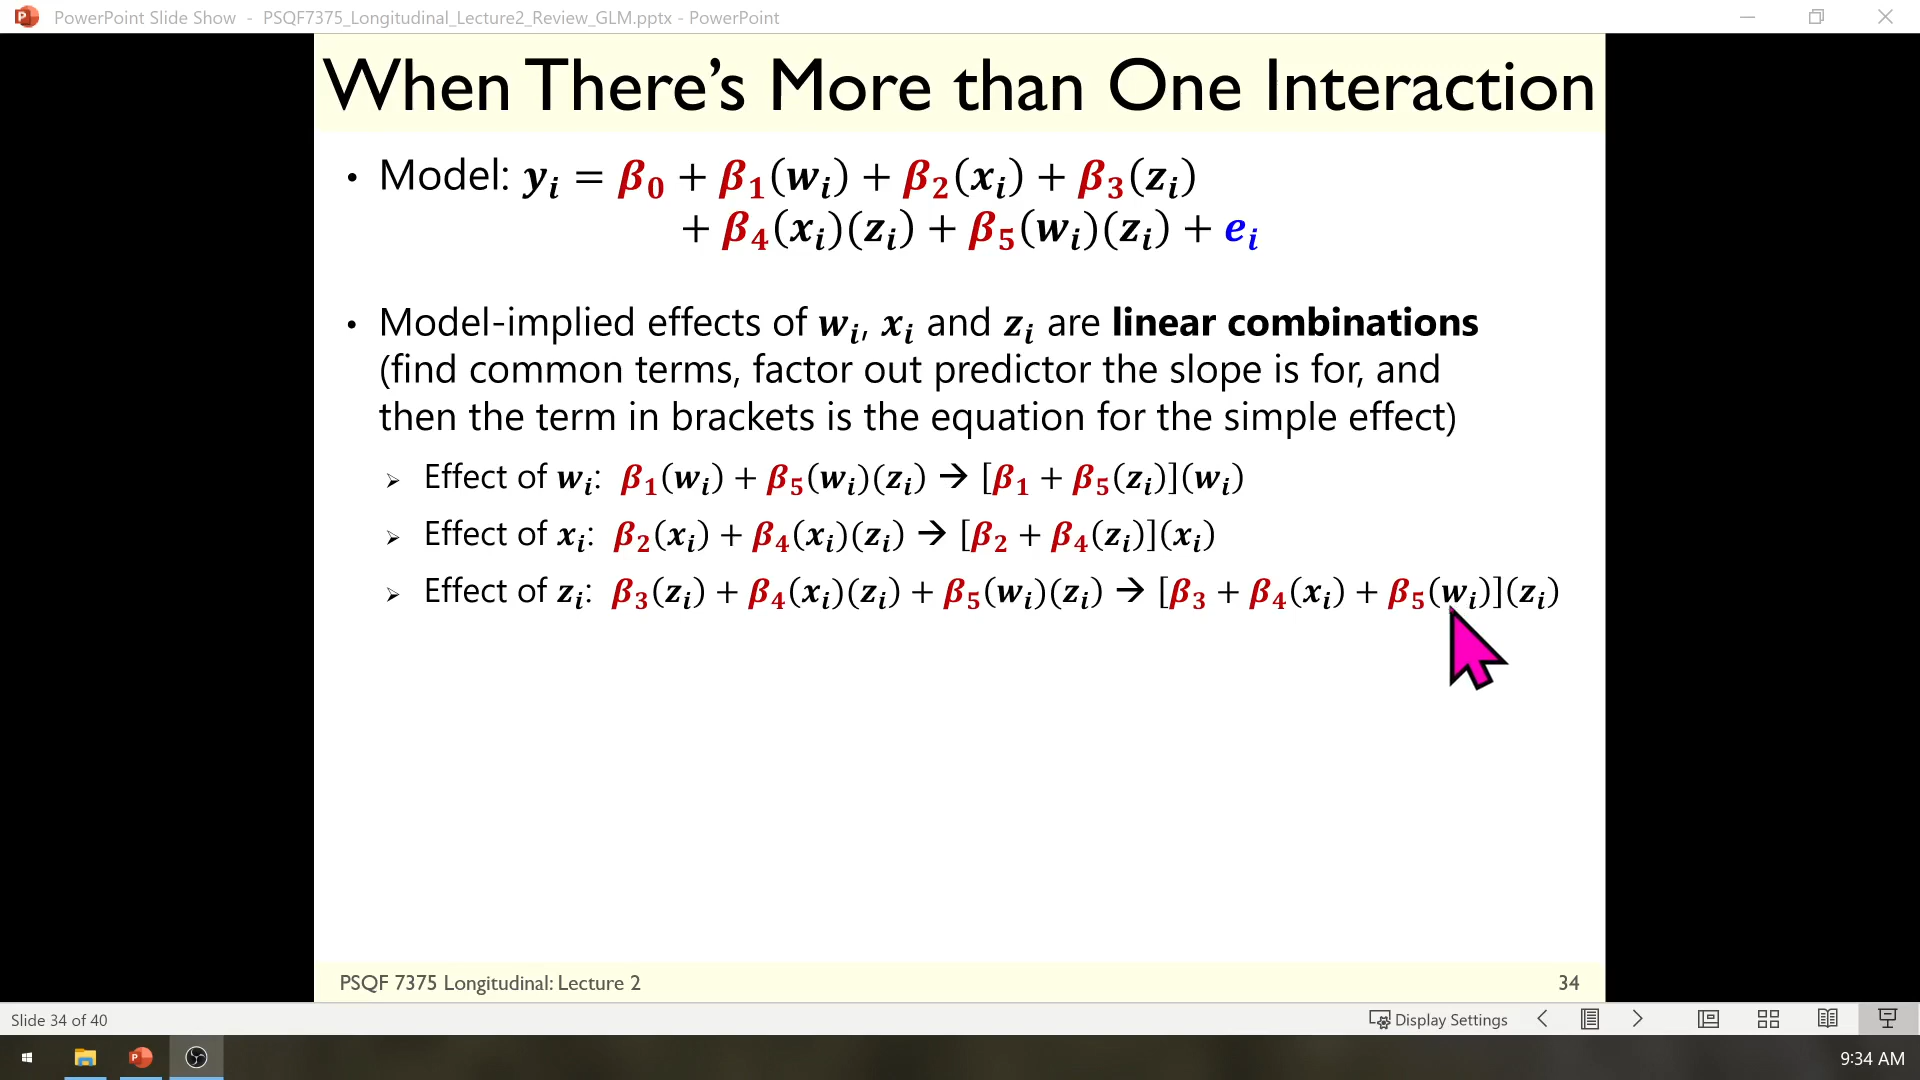 PowerPoint Slide Show - PSQF7375_Longitudinal_Lecture2_Review_GLM.pptx - PowerPoint
When There’s More than One Interaction
• Model: yᵢ = β₀ + β₁(wᵢ) + β₂(xᵢ) + β₃(zᵢ)
+ β₄(xᵢ)(zᵢ) + β₅(wᵢ)(zᵢ) + eᵢ
• Model-implied effects of wᵢ, xᵢ and zᵢ are linear combinations
(find common terms, factor out predictor the slope is for, and
then the term in brackets is the equation for the simple effect)
➢ Effect of wᵢ: β₁(wᵢ) + β₅(wᵢ)(zᵢ) → [β₁ + β₅(zᵢ)](wᵢ)
➢ Effect of xᵢ: β₂(xᵢ) + β₄(xᵢ)(zᵢ) → [β₂ + β₄(zᵢ)](xᵢ)
➢ Effect of zᵢ: β₃(zᵢ) + β₄(xᵢ)(zᵢ) + β₅(wᵢ)(zᵢ) → [β₃ + β₄(xᵢ) + β₅(wᵢ)](zᵢ)
PSQF 7375 Longitudinal: Lecture 2
34
Slide 34 of 40
Display Settings
9:34 AM